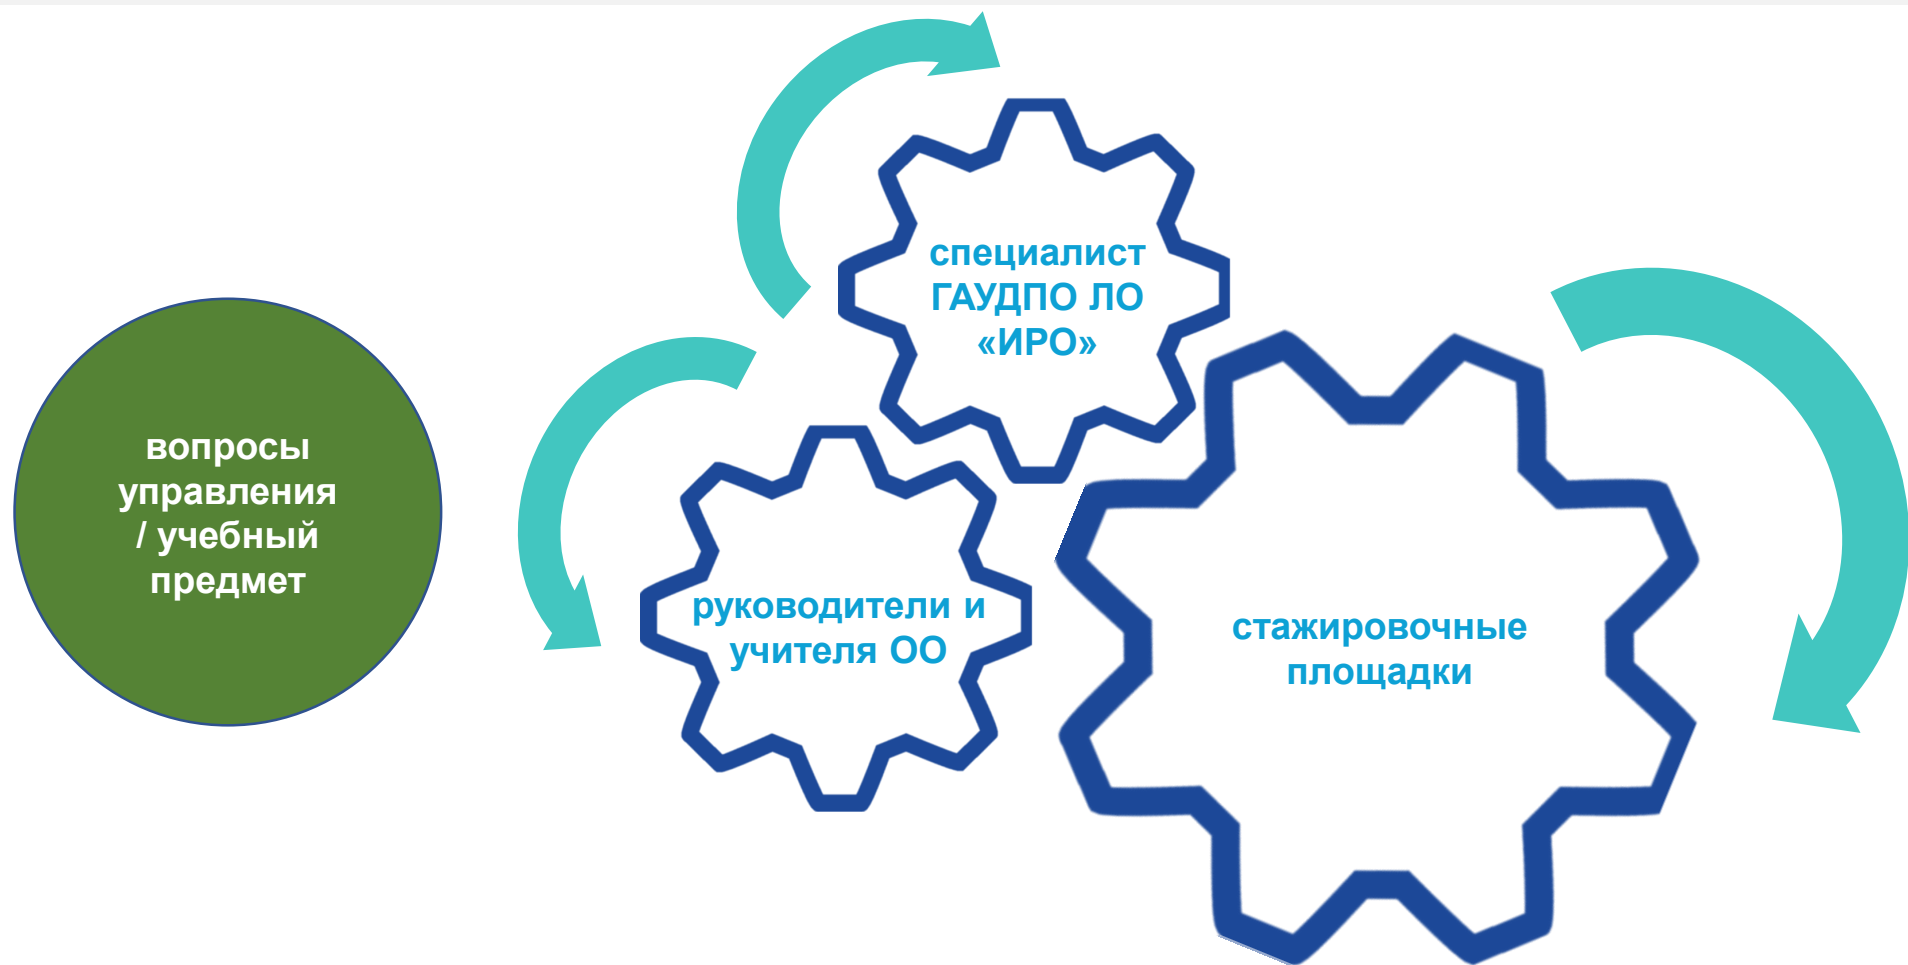 вопросы
управления
/ учебный
предмет
специалист
ГАУДПО ЛО
«ИРО»
руководители и
учителя ОО
стажировочные
площадки